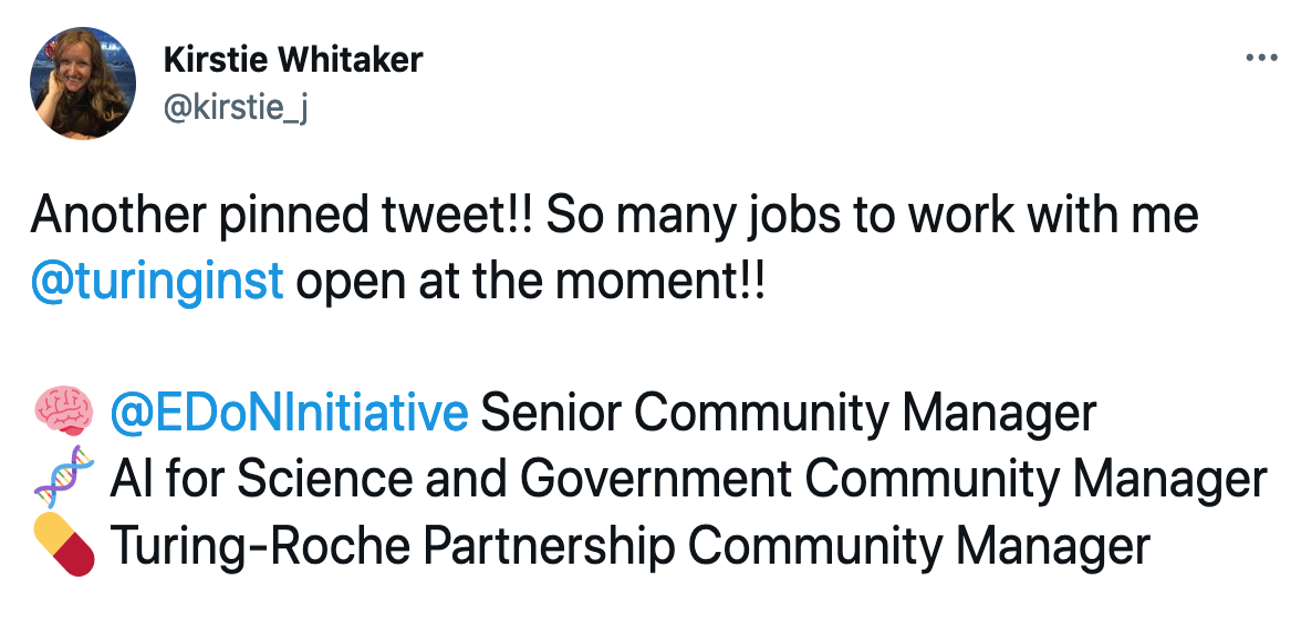 Kirstie Whitaker
@kirstie_j
Another pinned tweet!! So many jobs to work with me
@turinginst open at the moment!!
🧠 @EDoNInitiative Senior Community Manager
🧬 AI for Science and Government Community Manager
💊 Turing-Roche Partnership Community Manager